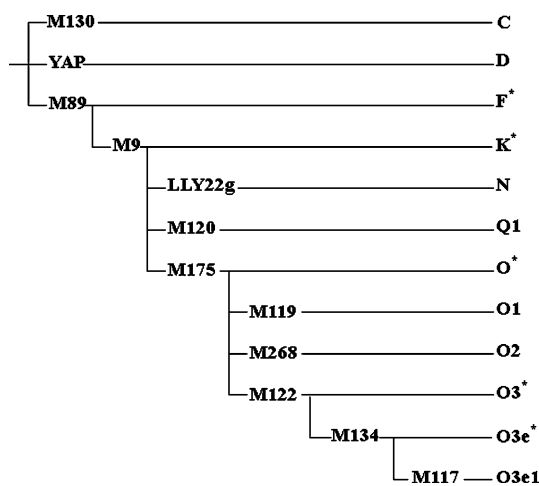 M130 C
YAP D
M89 F*
M9 K*
LLY22g N
M120 Q1
M175 O*
M119 O1
M268 O2
M122 O3*
M134 O3e*
M117 O3e1